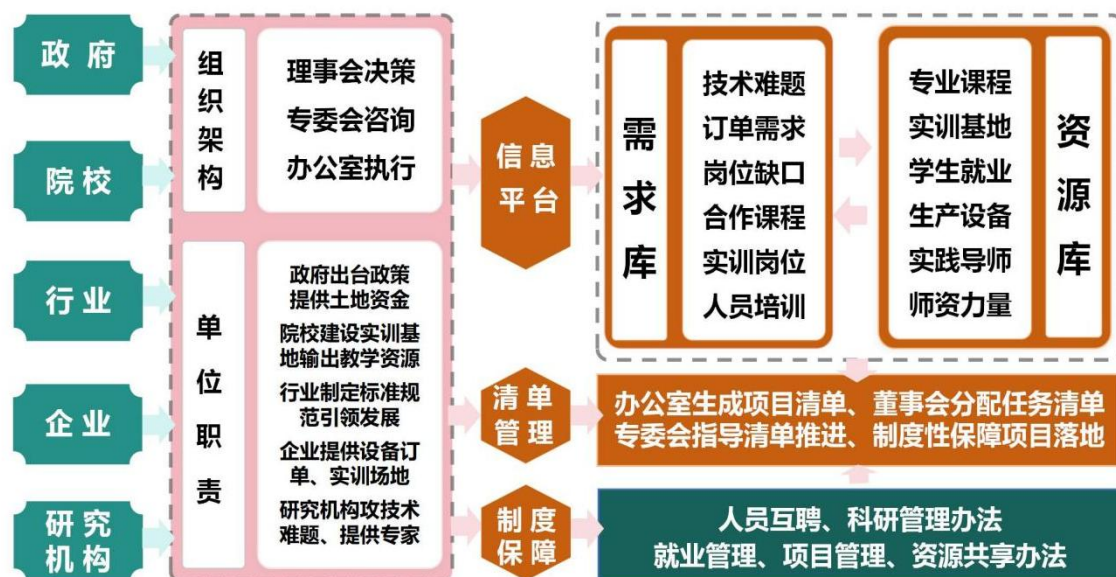 政府
院校
行业
企业
研究
机构
组织架构
理事会决策
专委会咨询
办公室执行
单位职责
政府出台政策
提供土地资金
院校建设实训基
地输出教学资源
行业制定标准规
范引领发展
企业提供设备订
单、实训场地
研究机构攻技术
难题、提供专家
信息
平台
清单
管理
制度
保障
需求库
技术难题
订单需求
岗位缺口
合作课程
实训岗位
人员培训
专业课程
实训基地
学生就业
生产设备
实践导师
师资力量
资源库
办公室生成项目清单、董事会分配任务清单
专委会指导清单推进、制度性保障项目落地
人员互聘、科研管理办法
就业管理、项目管理、资源共享办法